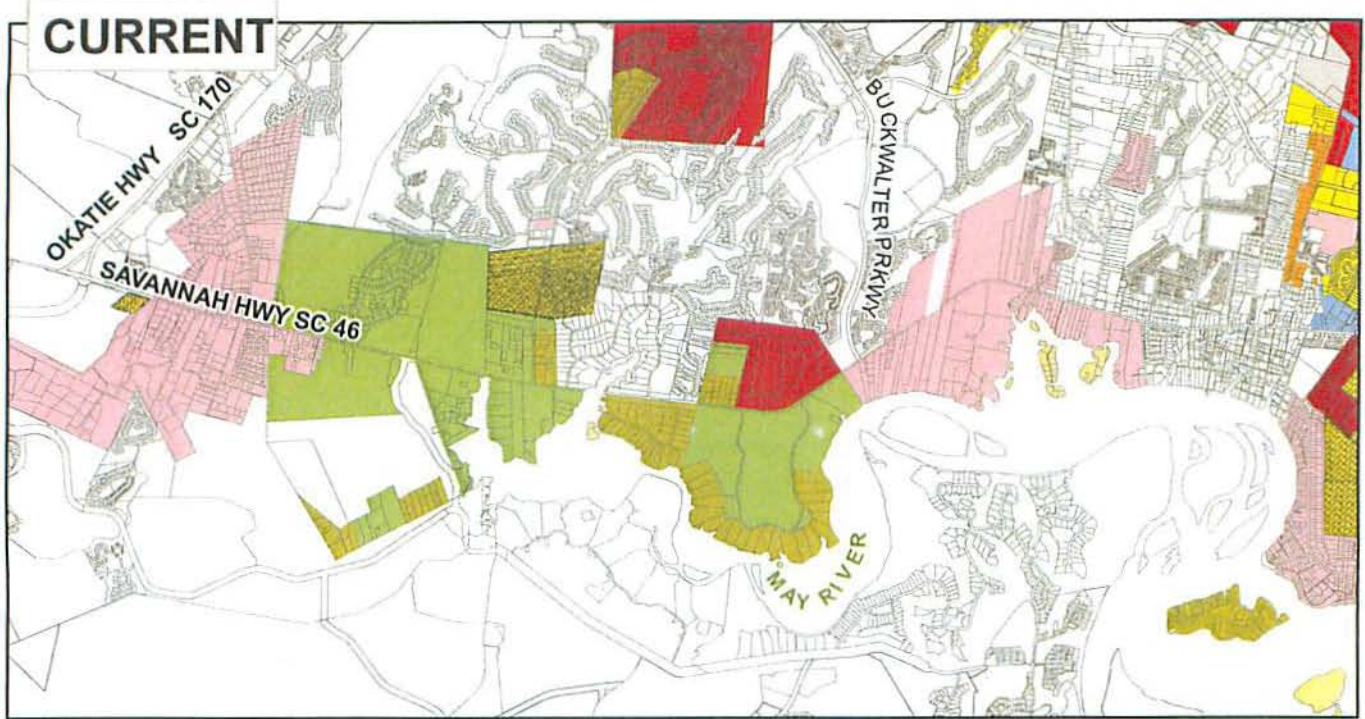 CURRENT
OKATIE HWY SC 170
SAVANNAH HWY SC 46
BUCKWALTER PRKWY
MAY RIVER